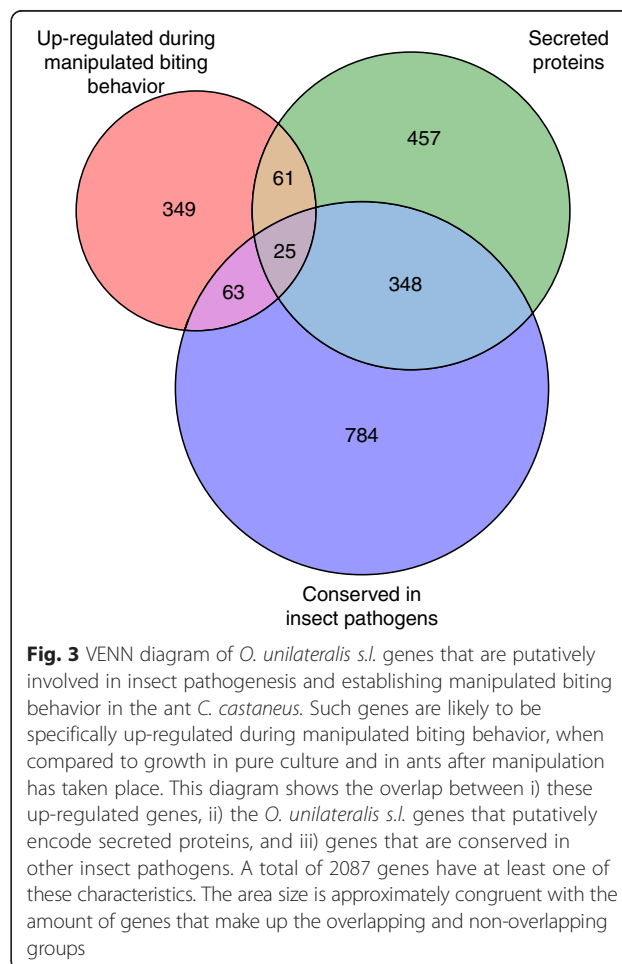 Up-regulated during
manipulated biting
behavior
Secreted
proteins
457
61
349
25
63
348
784
Conserved in
insect pathogens
Fig. 3 VENN diagram of O. unilateralis s.l. genes that are putatively
involved in insect pathogenesis and establishing manipulated biting
behavior in the ant C. castaneus. Such genes are likely to be
specifically up-regulated during manipulated biting behavior, when
compared to growth in pure culture and in ants after manipulation
has taken place. This diagram shows the overlap between i) these
up-regulated genes, ii) the O. unilateralis s.l. genes that putatively
encode secreted proteins, and iii) genes that are conserved in
other insect pathogens. A total of 2087 genes have at least one of
these characteristics. The area size is approximately congruent with the
amount of genes that make up the overlapping and non-overlapping
groups